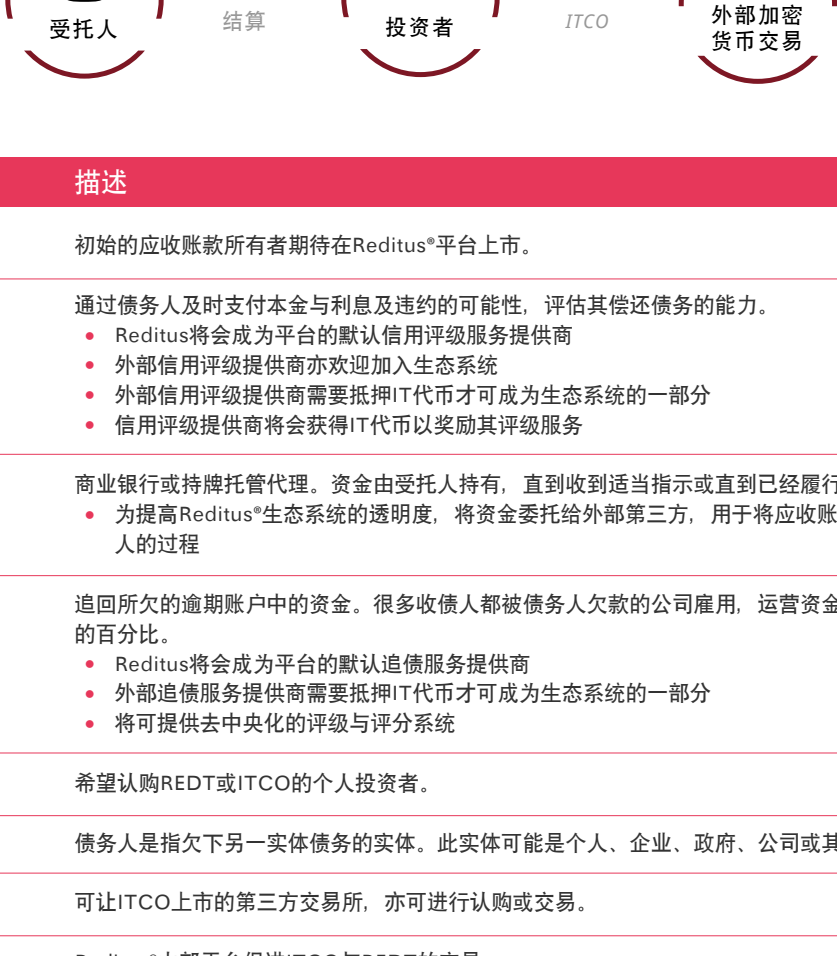 受托人
结算
投资者
ITCO
外部加密
货币交易
描述
初始的应收账款所有者期待在Reditus®平台上市。
通过债务人及时支付本金与利息及违约的可能性，评估其偿还债务的能力。
• Reditus将会成为平台的默认信用评级服务提供商
• 外部信用评级提供商亦欢迎加入生态系统
• 外部信用评级提供商需要抵押IT代币才可成为生态系统的一部分
• 信用评级提供商将会获得IT代币以奖励其评级服务
商业银行或持牌托管代理。资金由受托人持有，直到收到适当指示或直到已经履行
• 为提高Reditus®生态系统的透明度，将资金委托给外部第三方，用于将应收账
人的过程
追回所欠的逾期账户中的资金。很多收债人都被债务人欠款的公司雇用，运营资金
的百分比。
• Reditus将会成为平台的默认追债服务提供商
• 外部追债服务提供商需要抵押IT代币才可成为生态系统的一部分
• 将可提供去中央化的评级与评分系统
希望认购REDT或ITCO的个人投资者。
债务人是指欠下另一实体债务的实体。此实体可能是个人、企业、政府、公司或其
可让ITCO上市的第三方交易所，亦可进行认购或交易。